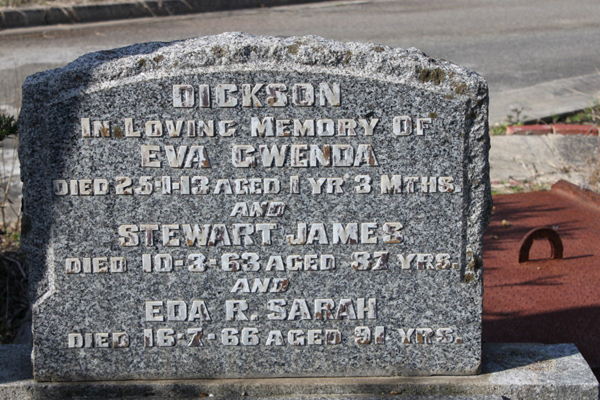 DICKSON
IN LOVING MEMORY OF
EVA GWENDA
DIED 25-1-13 AGED 1 YR 3 MTHS.
AND
STEWART JAMES
DIED 10-3-63 AGED 87 YRS.
AND
EDA R. SARAH
DIED 16-7-66 AGED 91 YRS.